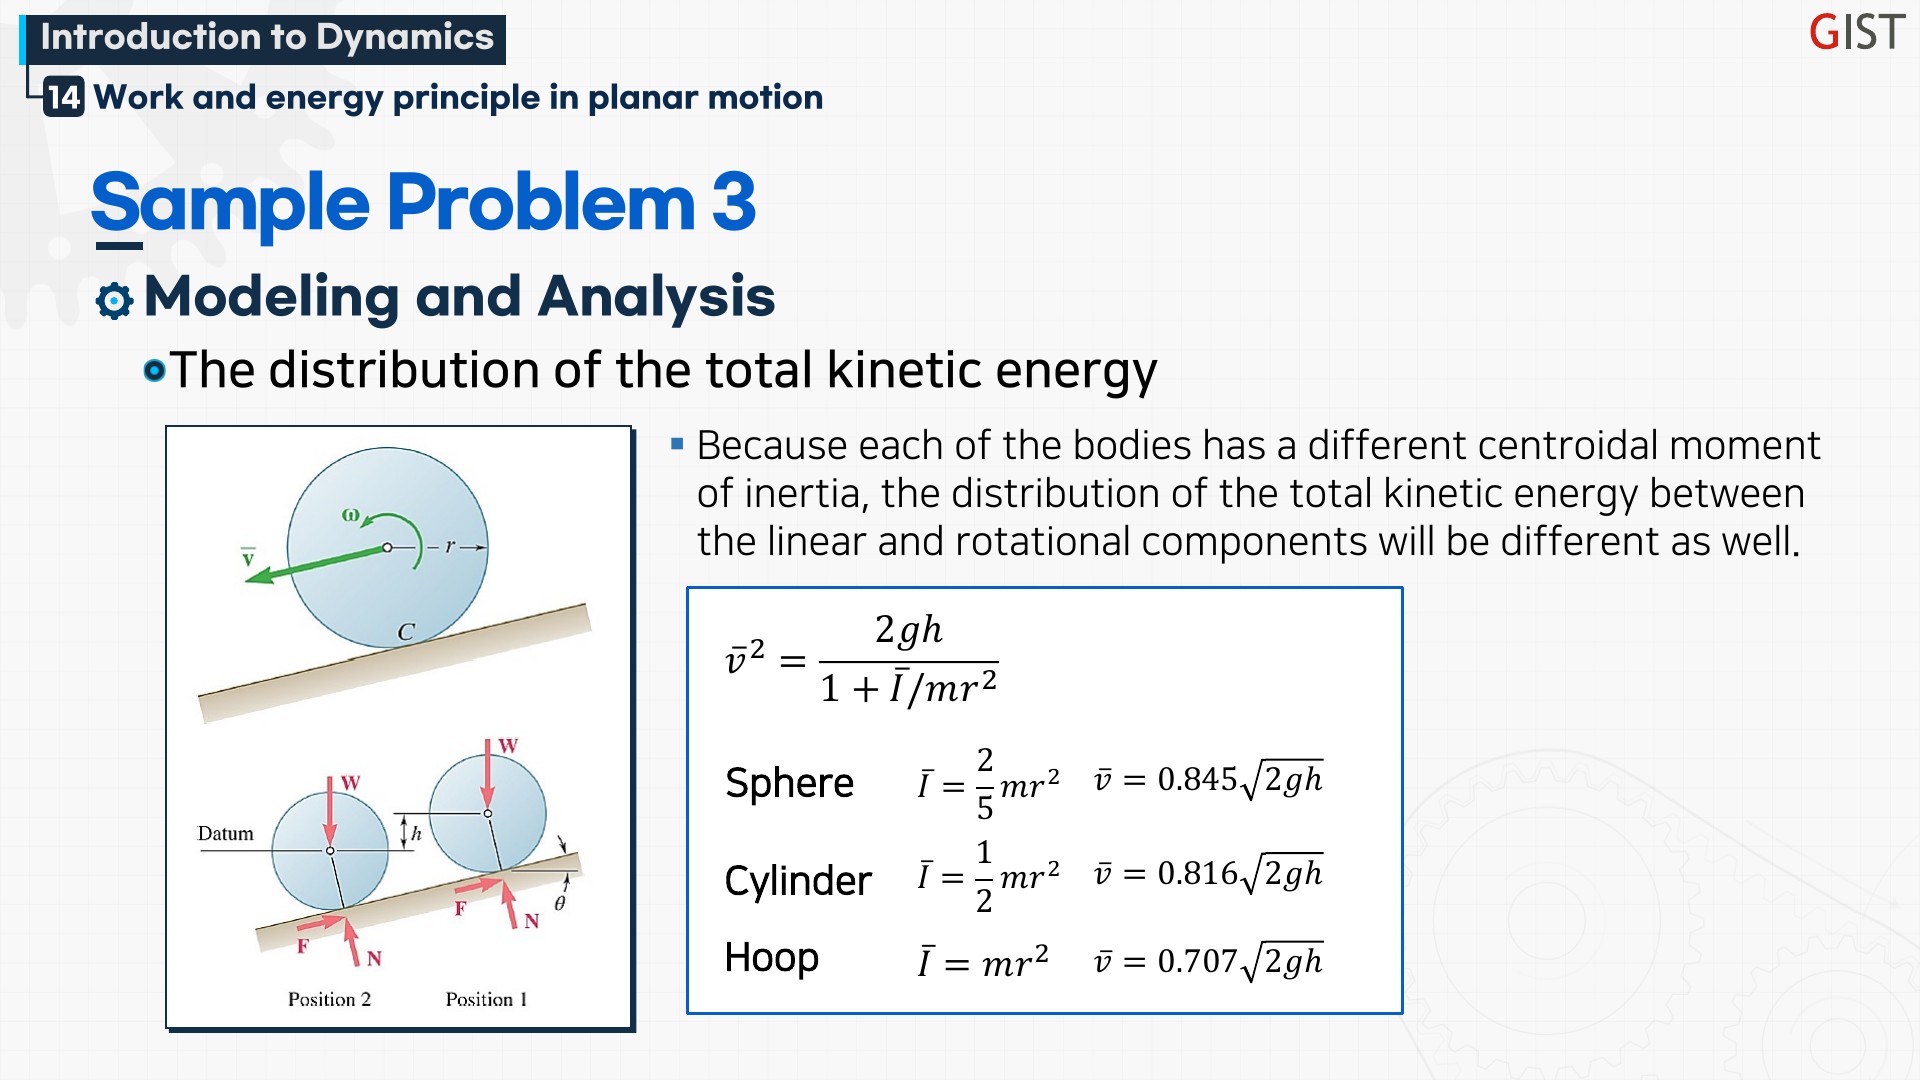 Introduction to Dynamics
GIST
14 Work and energy principle in planar motion
Sample Problem 3
Modeling and Analysis
The distribution of the total kinetic energy
ω
v̄
r
C
W
W
Datum
h
θ
F
N
F
N
Position 2
Position 1
▪ Because each of the bodies has a different centroidal moment
of inertia, the distribution of the total kinetic energy between
the linear and rotational components will be different as well.
v̄² = 2gh / (1 + Ī/mr²)
Sphere Ī = 2/5 mr² v̄ = 0.845√2gh
Cylinder Ī = 1/2 mr² v̄ = 0.816√2gh
Hoop Ī = mr² v̄ = 0.707√2gh